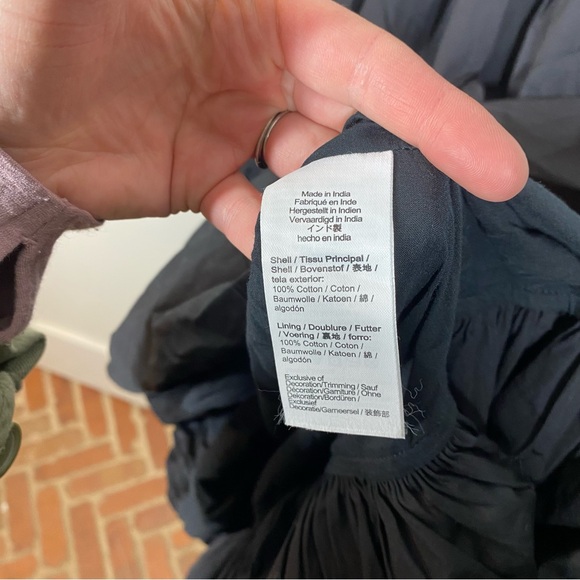 Made in India
Fabriqué en Inde
Hergestellt in Indien
Vervaardigd in India
インド製
hecho en india
Shell / Tissu Principal /
Shell / Bovenstof / 表地 /
tela exterior:
100% Cotton / Coton /
Baumwolle / Katoen / 綿 /
algodón
Lining / Doublure / Futter
/ Voering / 裏地 / forro:
100% Cotton / Coton /
Baumwolle / Katoen / 綿 /
algodón
Exclusive of
Decoration/Trimming / Sauf
Décoration/Garniture / Ohne
Dekoration/Bordüren /
Exklusief
Decoratie/Garneersel / 装飾部